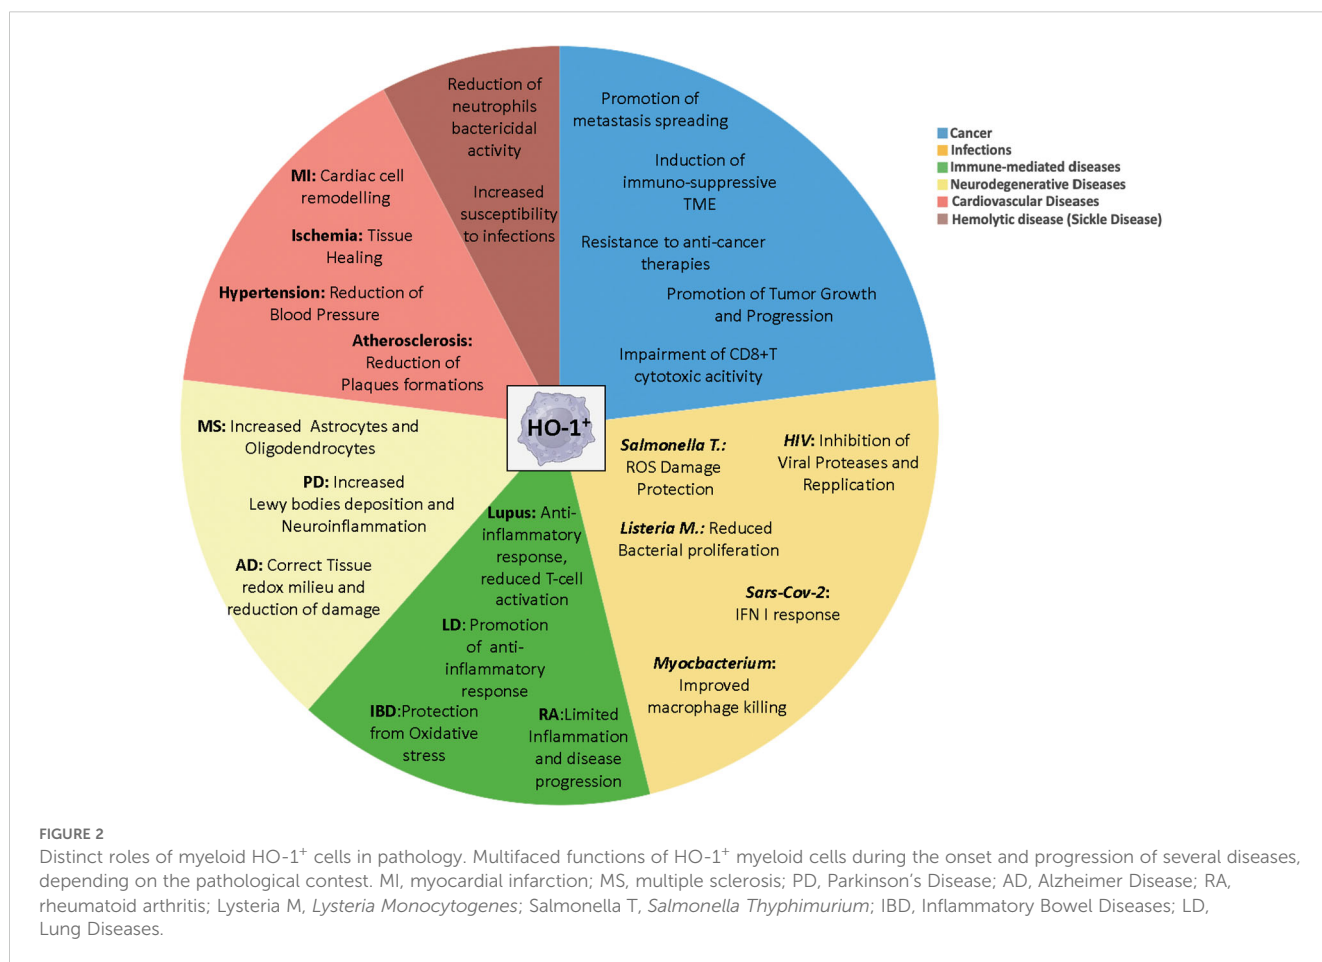 Reduction of
neutrophils
bactericidal
activity
Increased
susceptibility
to infections
Promotion of
metastasis spreading
Induction of
immuno-suppressive
TME
Resistance to anti-cancer
therapies
Promotion of Tumor Growth
and Progression
Impairment of CD8+T
cytotoxic acitivity
Cancer
Infections
Immune-mediated diseases
Neurodegenerative Diseases
Cardiovascular Diseases
Hemolytic disease (Sickle Disease)
MI: Cardiac cell
remodelling
Ischemia: Tissue
Healing
Hypertension: Reduction of
Blood Pressure
Atherosclerosis:
Reduction of
Plaques formations
HO-1+
MS: Increased Astrocytes and
Oligodendrocytes
PD: Increased
Lewy bodies deposition and
Neuroinflammation
AD: Correct Tissue
redox milieu and
reduction of damage
Lupus: Anti-
inflammatory
response,
reduced T-cell
activation
LD: Promotion
of anti-
inflammatory
response
IBD:Protection
from Oxidative
stress
RA:Limited
Inflammation
and disease
progression
Salmonella T.:
ROS Damage
Protection
HIV: Inhibition of
Viral Proteases and
Repplication
Listeria M.: Reduced
Bacterial proliferation
Sars-Cov-2:
IFN I response
Myocbacterium:
Improved
macrophage killing
FIGURE 2
Distinct roles of myeloid HO-1+ cells in pathology. Multifaced functions of HO-1+ myeloid cells during the onset and progression of several diseases,
depending on the pathological contest. MI, myocardial infarction; MS, multiple sclerosis; PD, Parkinson's Disease; AD, Alzheimer Disease; RA,
rheumatoid arthritis; Lysteria M, Lysteria Monocytogenes; Salmonella T, Salmonella Thyphimurium; IBD, Inflammatory Bowel Diseases; LD,
Lung Diseases.